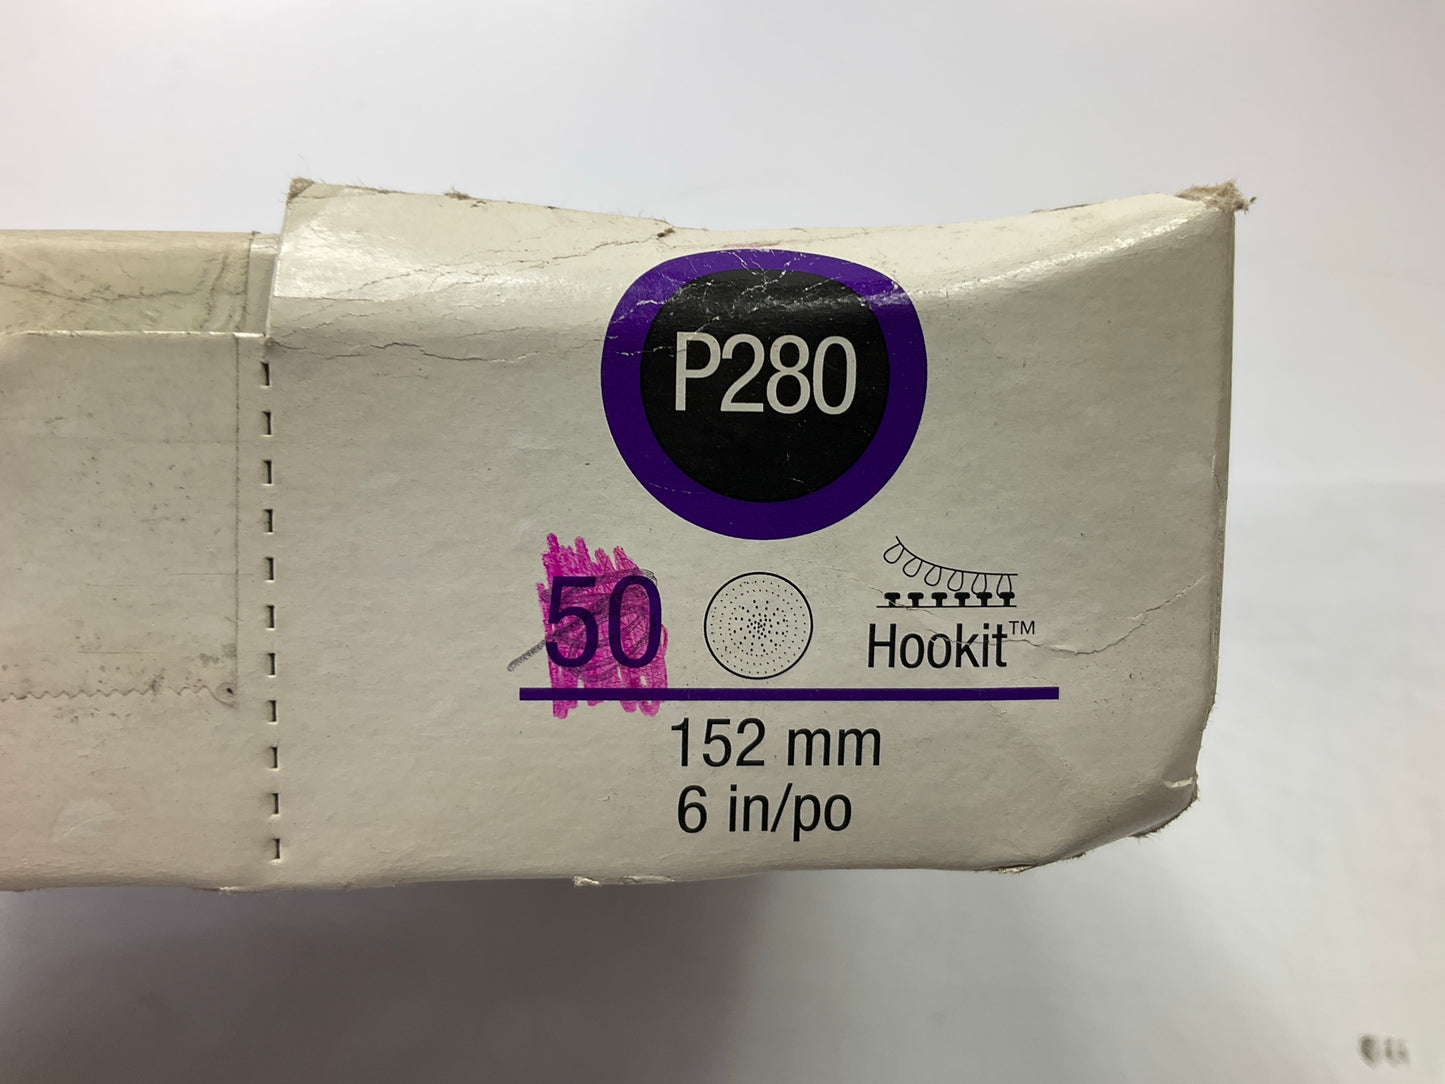 P280
50
Hookit™
152 mm
6 in/po